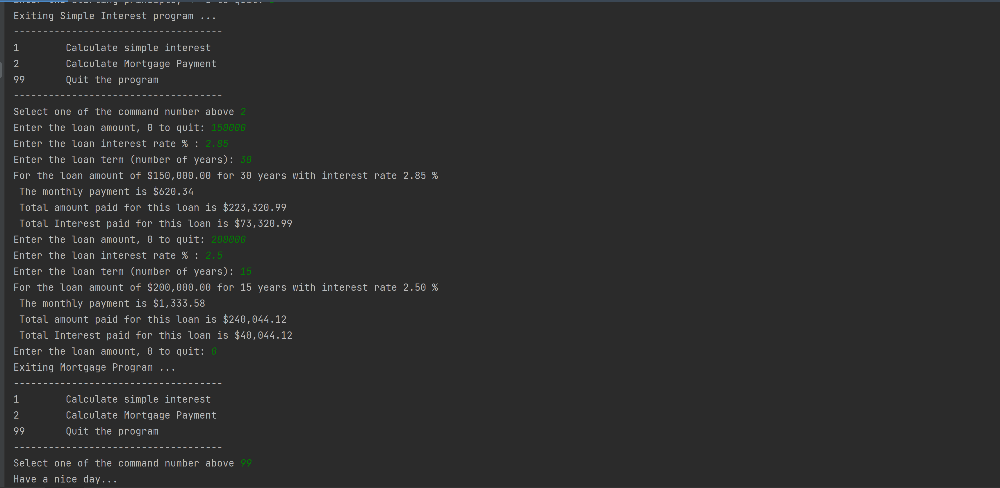 Exiting Simple Interest program ...
------------------------------------
1        Calculate simple interest
2        Calculate Mortgage Payment
99       Quit the program
------------------------------------
Select one of the command number above 2
Enter the loan amount, 0 to quit: 150000
Enter the loan interest rate % : 2.85
Enter the loan term (number of years): 30
For the loan amount of $150,000.00 for 30 years with interest rate 2.85 %
 The monthly payment is $620.34
 Total amount paid for this loan is $223,320.99
 Total Interest paid for this loan is $73,320.99
Enter the loan amount, 0 to quit: 200000
Enter the loan interest rate % : 2.5
Enter the loan term (number of years): 15
For the loan amount of $200,000.00 for 15 years with interest rate 2.50 %
 The monthly payment is $1,333.58
 Total amount paid for this loan is $240,044.12
 Total Interest paid for this loan is $40,044.12
Enter the loan amount, 0 to quit: 0
Exiting Mortgage Program ...
------------------------------------
1        Calculate simple interest
2        Calculate Mortgage Payment
99       Quit the program
------------------------------------
Select one of the command number above 99
Have a nice day...